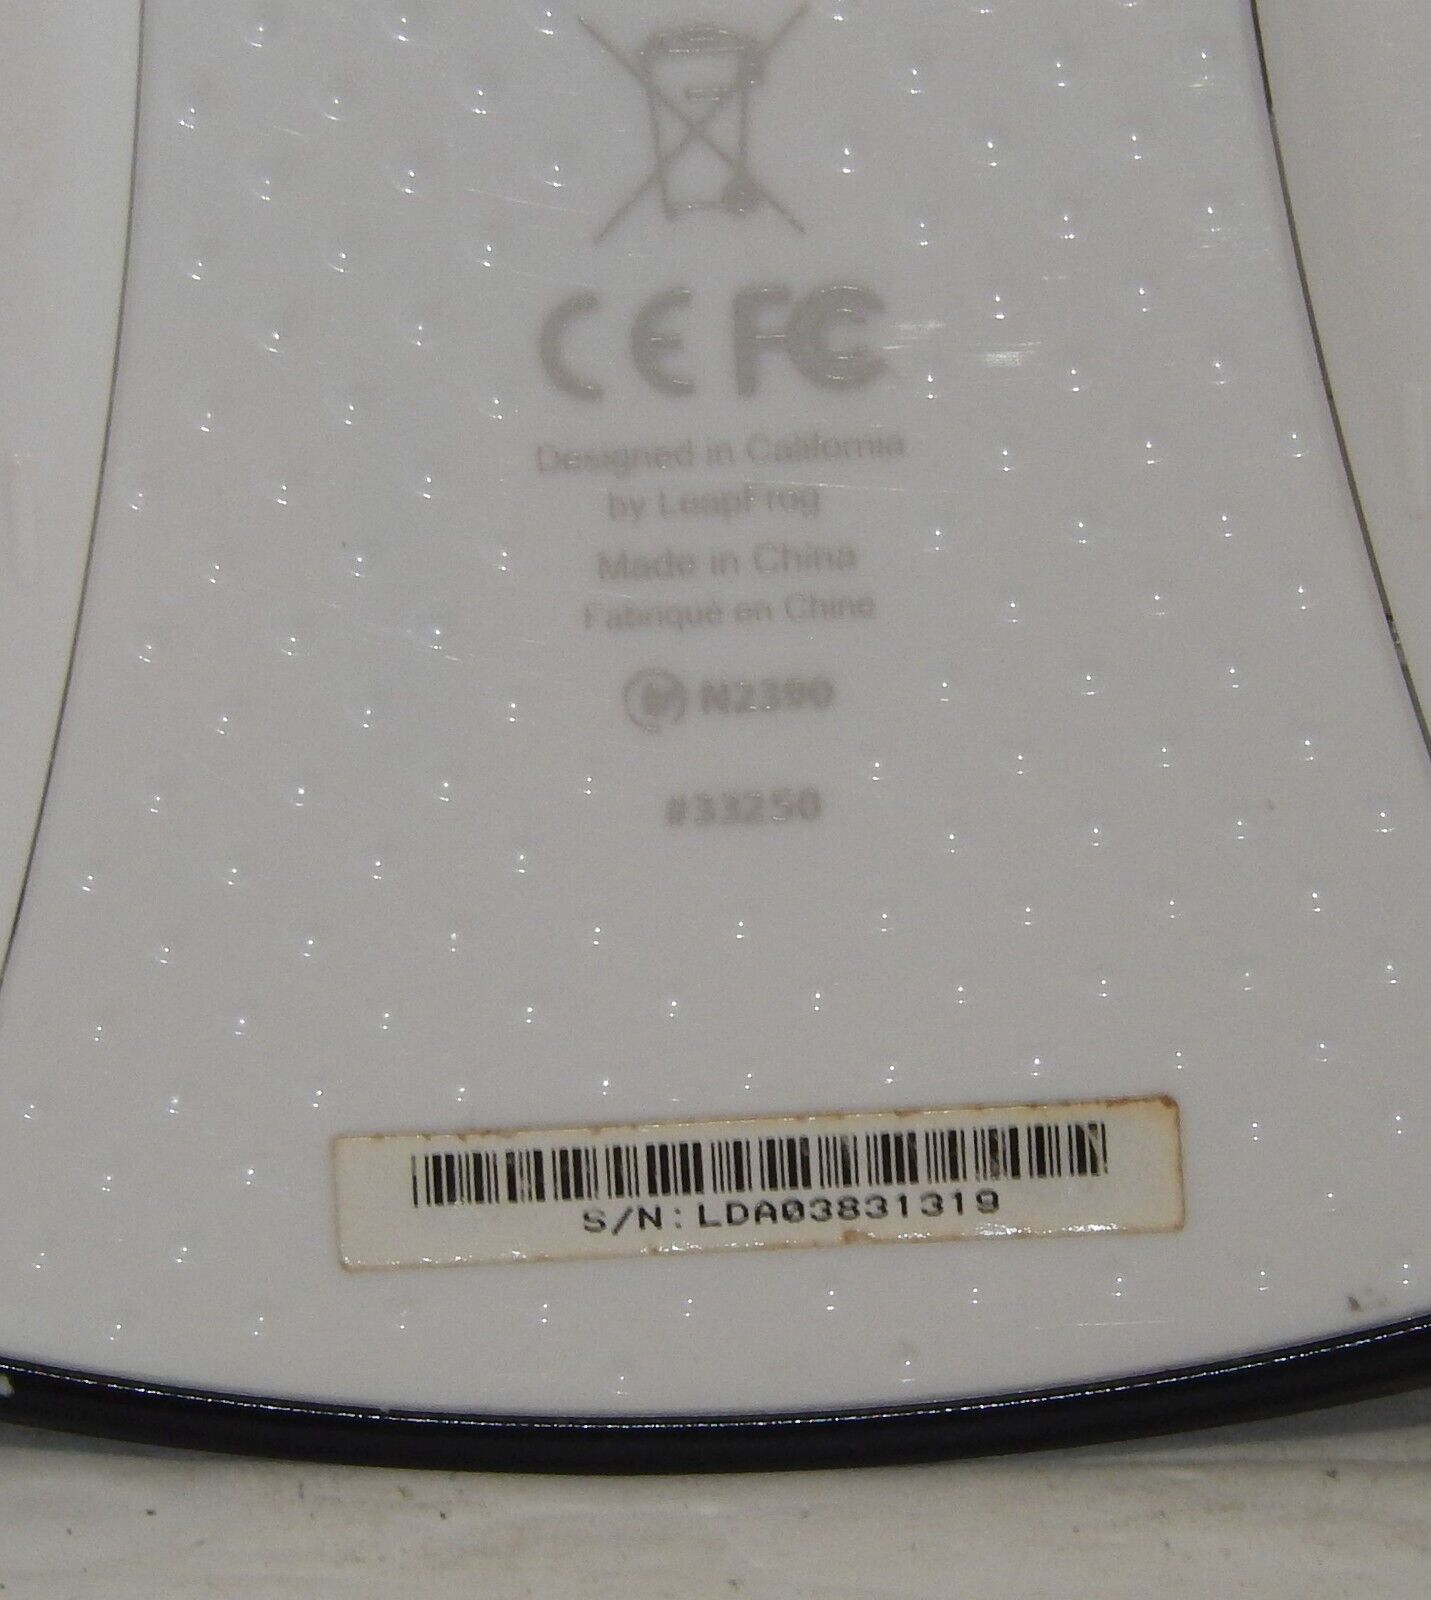 CE FC
Designed in California
by LeapFrog
Made in China
Fabriqué en Chine
N2390
#33250
S/N:LDA03831319